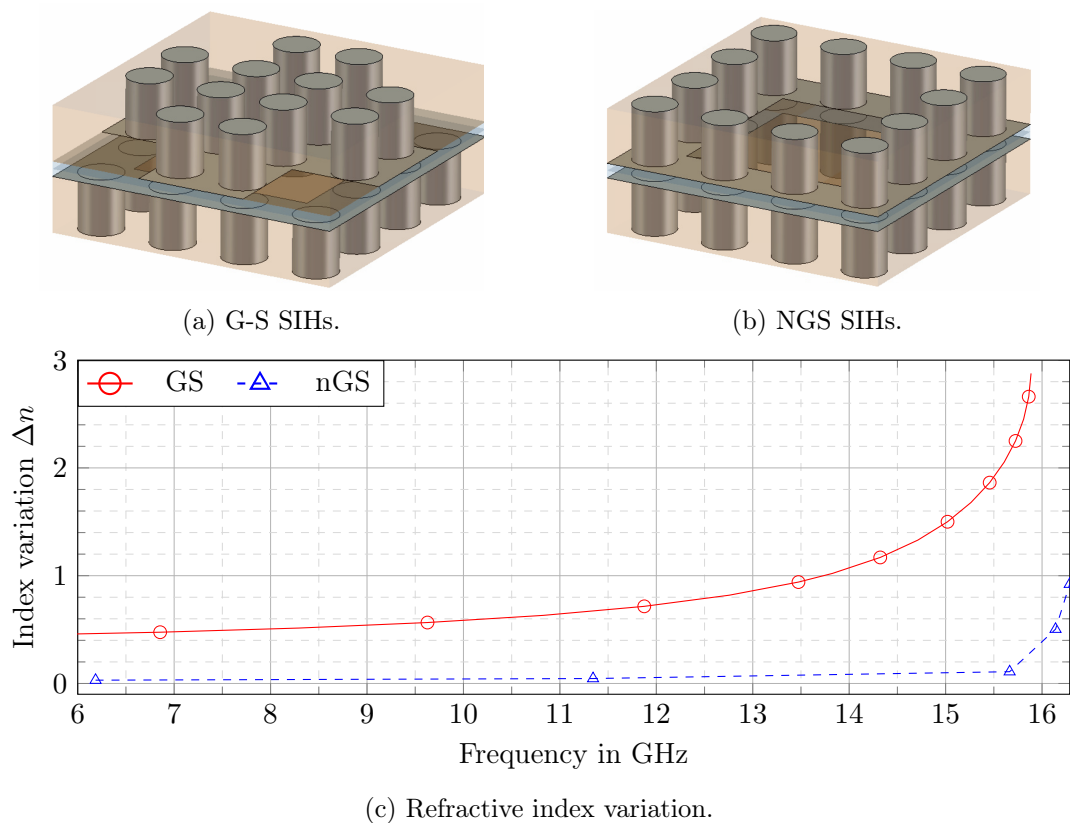 (a) G-S SIHs.
(b) NGS SIHs.
GS
nGS
3
2
1
0
Index variation Δn
6 7 8 9 10 11 12 13 14 15 16
Frequency in GHz
(c) Refractive index variation.